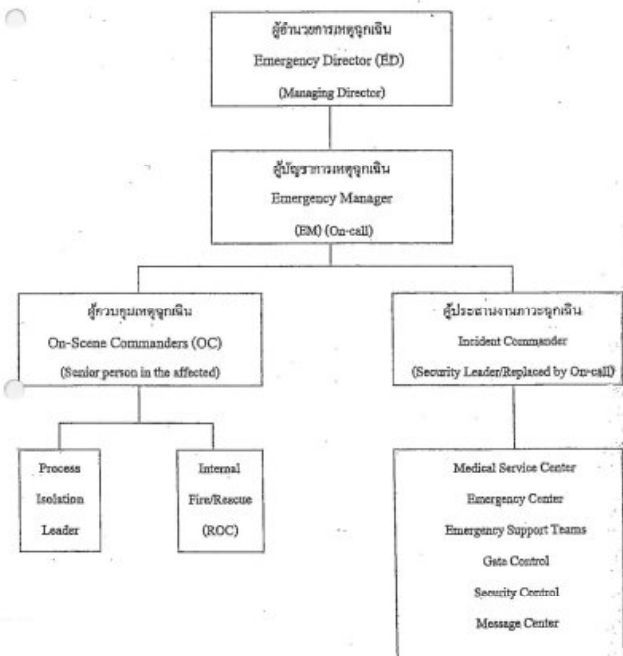 ผู้อำนวยการเหตุฉุกเฉิน
Emergency Director (ED)
(Managing Director)
ผู้บัญชาการเหตุฉุกเฉิน
Emergency Manager
(EM) (On-call)
ผู้ควบคุมเหตุฉุกเฉิน
On-Scene Commanders (OC)
(Senior person in the affected)
ผู้ประสานงานภาวะฉุกเฉิน
Incident Commander
(Security Leader/Replaced by On-call)
Process
Isolation
Leader
Internal
Fire/Rescue
(ROC)
Medical Service Center
Emergency Center
Emergency Support Teams
Gate Control
Security Control
Message Center